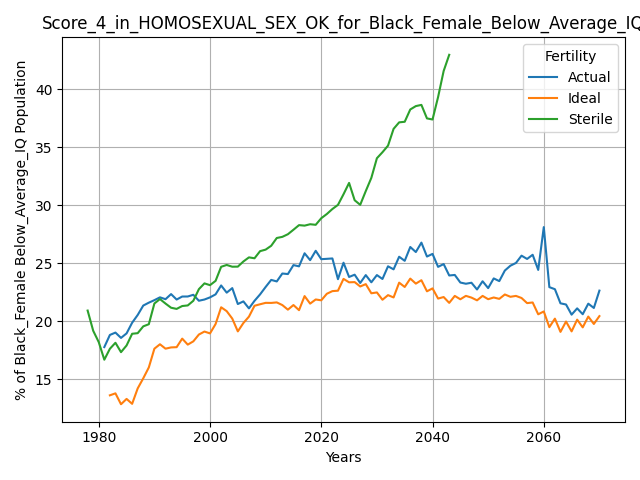 Score_4_in_HOMOSEXUAL_SEX_OK_for_Black_Female_Below_Average_IQ
Fertility
Actual
Ideal
Sterile
% of Black_Female Below_Average_IQ Population
40
35
30
25
20
15
1980 2000 2020 2040 2060
Years